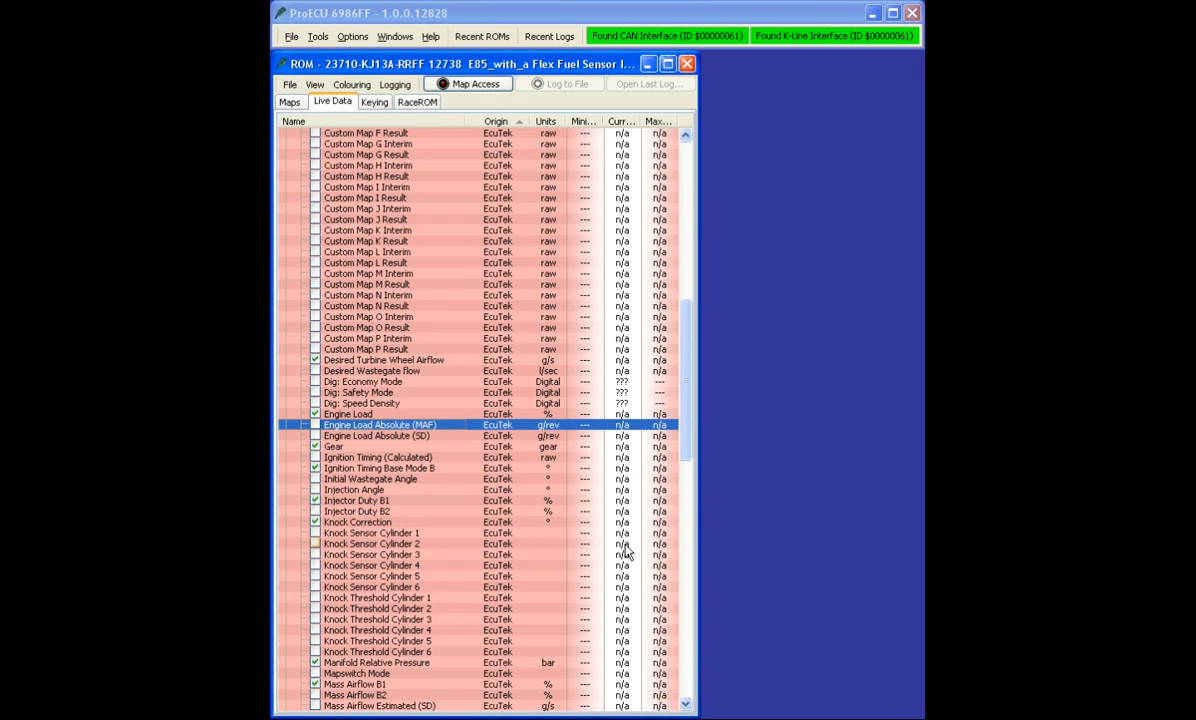 ProECU 6986FF - 1.0.0.12828
File Tools Options Windows Help Recent ROMs Recent Logs Found CAN Interface (ID $00000061) Found K-Line Interface (ID $00000061)
ROM - 23710-KJ13A-RRFF 12738 E85_with_a Flex Fuel Sensor I...
File View Colouring Logging Map Access Log to File Open Last Log...
Maps Live Data Keying RaceROM
Name Origin Units Mini... Curr... Max...
Custom Map F Result EcuTek raw --- n/a n/a
Custom Map G Interim EcuTek raw --- n/a n/a
Custom Map G Result EcuTek raw --- n/a n/a
Custom Map H Interim EcuTek raw --- n/a n/a
Custom Map H Result EcuTek raw --- n/a n/a
Custom Map I Interim EcuTek raw --- n/a n/a
Custom Map I Result EcuTek raw --- n/a n/a
Custom Map J Interim EcuTek raw --- n/a n/a
Custom Map J Result EcuTek raw --- n/a n/a
Custom Map K Interim EcuTek raw --- n/a n/a
Custom Map K Result EcuTek raw --- n/a n/a
Custom Map L Interim EcuTek raw --- n/a n/a
Custom Map L Result EcuTek raw --- n/a n/a
Custom Map M Interim EcuTek raw --- n/a n/a
Custom Map M Result EcuTek raw --- n/a n/a
Custom Map N Interim EcuTek raw --- n/a n/a
Custom Map N Result EcuTek raw --- n/a n/a
Custom Map O Interim EcuTek raw --- n/a n/a
Custom Map O Result EcuTek raw --- n/a n/a
Custom Map P Interim EcuTek raw --- n/a n/a
Custom Map P Result EcuTek raw --- n/a n/a
Desired Turbine Wheel Airflow EcuTek g/s --- n/a n/a
Desired Wastegate flow EcuTek l/sec --- n/a n/a
Dig: Economy Mode EcuTek Digital --- ??? ---
Dig: Safety Mode EcuTek Digital --- ??? ---
Dig: Speed Density EcuTek Digital --- ??? ---
Engine Load EcuTek % --- n/a n/a
Engine Load Absolute (MAF) EcuTek g/rev --- n/a n/a
Engine Load Absolute (SD) EcuTek g/rev --- n/a n/a
Gear EcuTek gear --- n/a n/a
Ignition Timing (Calculated) EcuTek raw --- n/a n/a
Ignition Timing Base Mode B EcuTek ° --- n/a n/a
Initial Wastegate Angle EcuTek ° --- n/a n/a
Injection Angle EcuTek ° --- n/a n/a
Injector Duty B1 EcuTek % --- n/a n/a
Injector Duty B2 EcuTek % --- n/a n/a
Knock Correction EcuTek ° --- n/a n/a
Knock Sensor Cylinder 1 EcuTek --- n/a n/a
Knock Sensor Cylinder 2 EcuTek --- n/a n/a
Knock Sensor Cylinder 3 EcuTek --- n/a n/a
Knock Sensor Cylinder 4 EcuTek --- n/a n/a
Knock Sensor Cylinder 5 EcuTek --- n/a n/a
Knock Sensor Cylinder 6 EcuTek --- n/a n/a
Knock Threshold Cylinder 1 EcuTek --- n/a n/a
Knock Threshold Cylinder 2 EcuTek --- n/a n/a
Knock Threshold Cylinder 3 EcuTek --- n/a n/a
Knock Threshold Cylinder 4 EcuTek --- n/a n/a
Knock Threshold Cylinder 5 EcuTek --- n/a n/a
Knock Threshold Cylinder 6 EcuTek --- n/a n/a
Manifold Relative Pressure EcuTek bar --- n/a n/a
Mapswitch Mode EcuTek --- n/a n/a
Mass Airflow B1 EcuTek % --- n/a n/a
Mass Airflow B2 EcuTek % --- n/a n/a
Mass Airflow Estimated (SD) EcuTek g/s --- n/a n/a